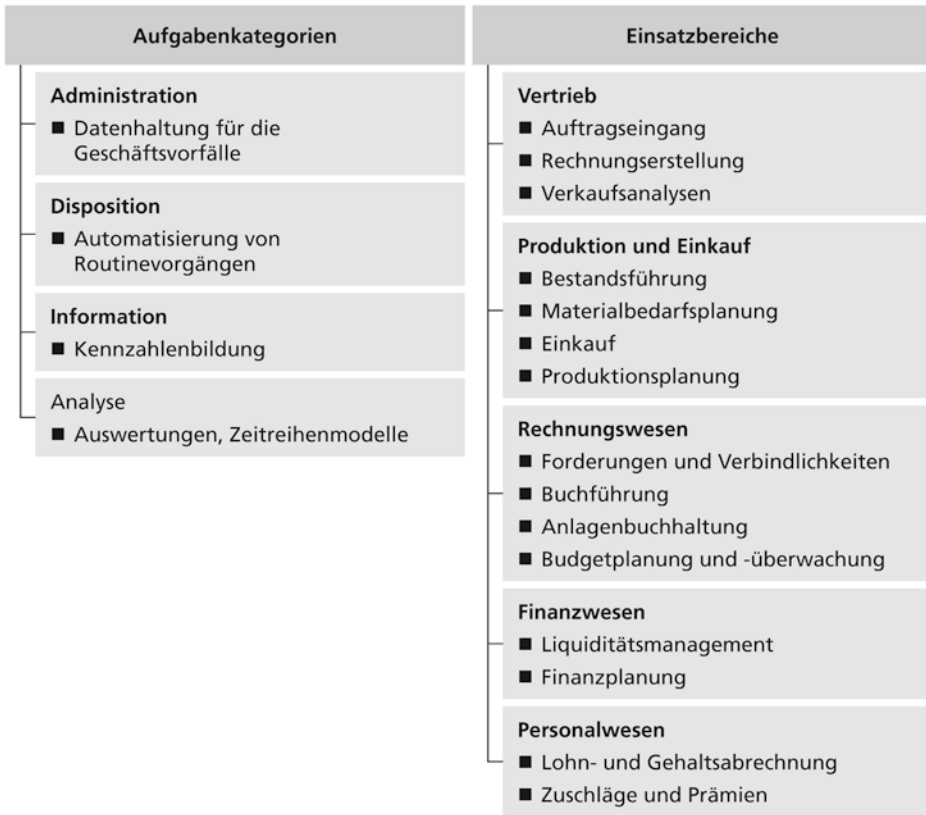 Aufgabenkategorien
Administration
■ Datenhaltung für die
Geschäftsvorfälle
Disposition
■ Automatisierung von
Routinevorgängen
Information
■ Kennzahlenbildung
Analyse
■ Auswertungen, Zeitreihenmodelle
Einsatzbereiche
Vertrieb
■ Auftragseingang
■ Rechnungserstellung
■ Verkaufsanalysen
Produktion und Einkauf
■ Bestandsführung
■ Materialbedarfsplanung
■ Einkauf
■ Produktionsplanung
Rechnungswesen
■ Forderungen und Verbindlichkeiten
■ Buchführung
■ Anlagenbuchhaltung
■ Budgetplanung und -überwachung
Finanzwesen
■ Liquiditätsmanagement
■ Finanzplanung
Personalwesen
■ Lohn- und Gehaltsabrechnung
■ Zuschläge und Prämien